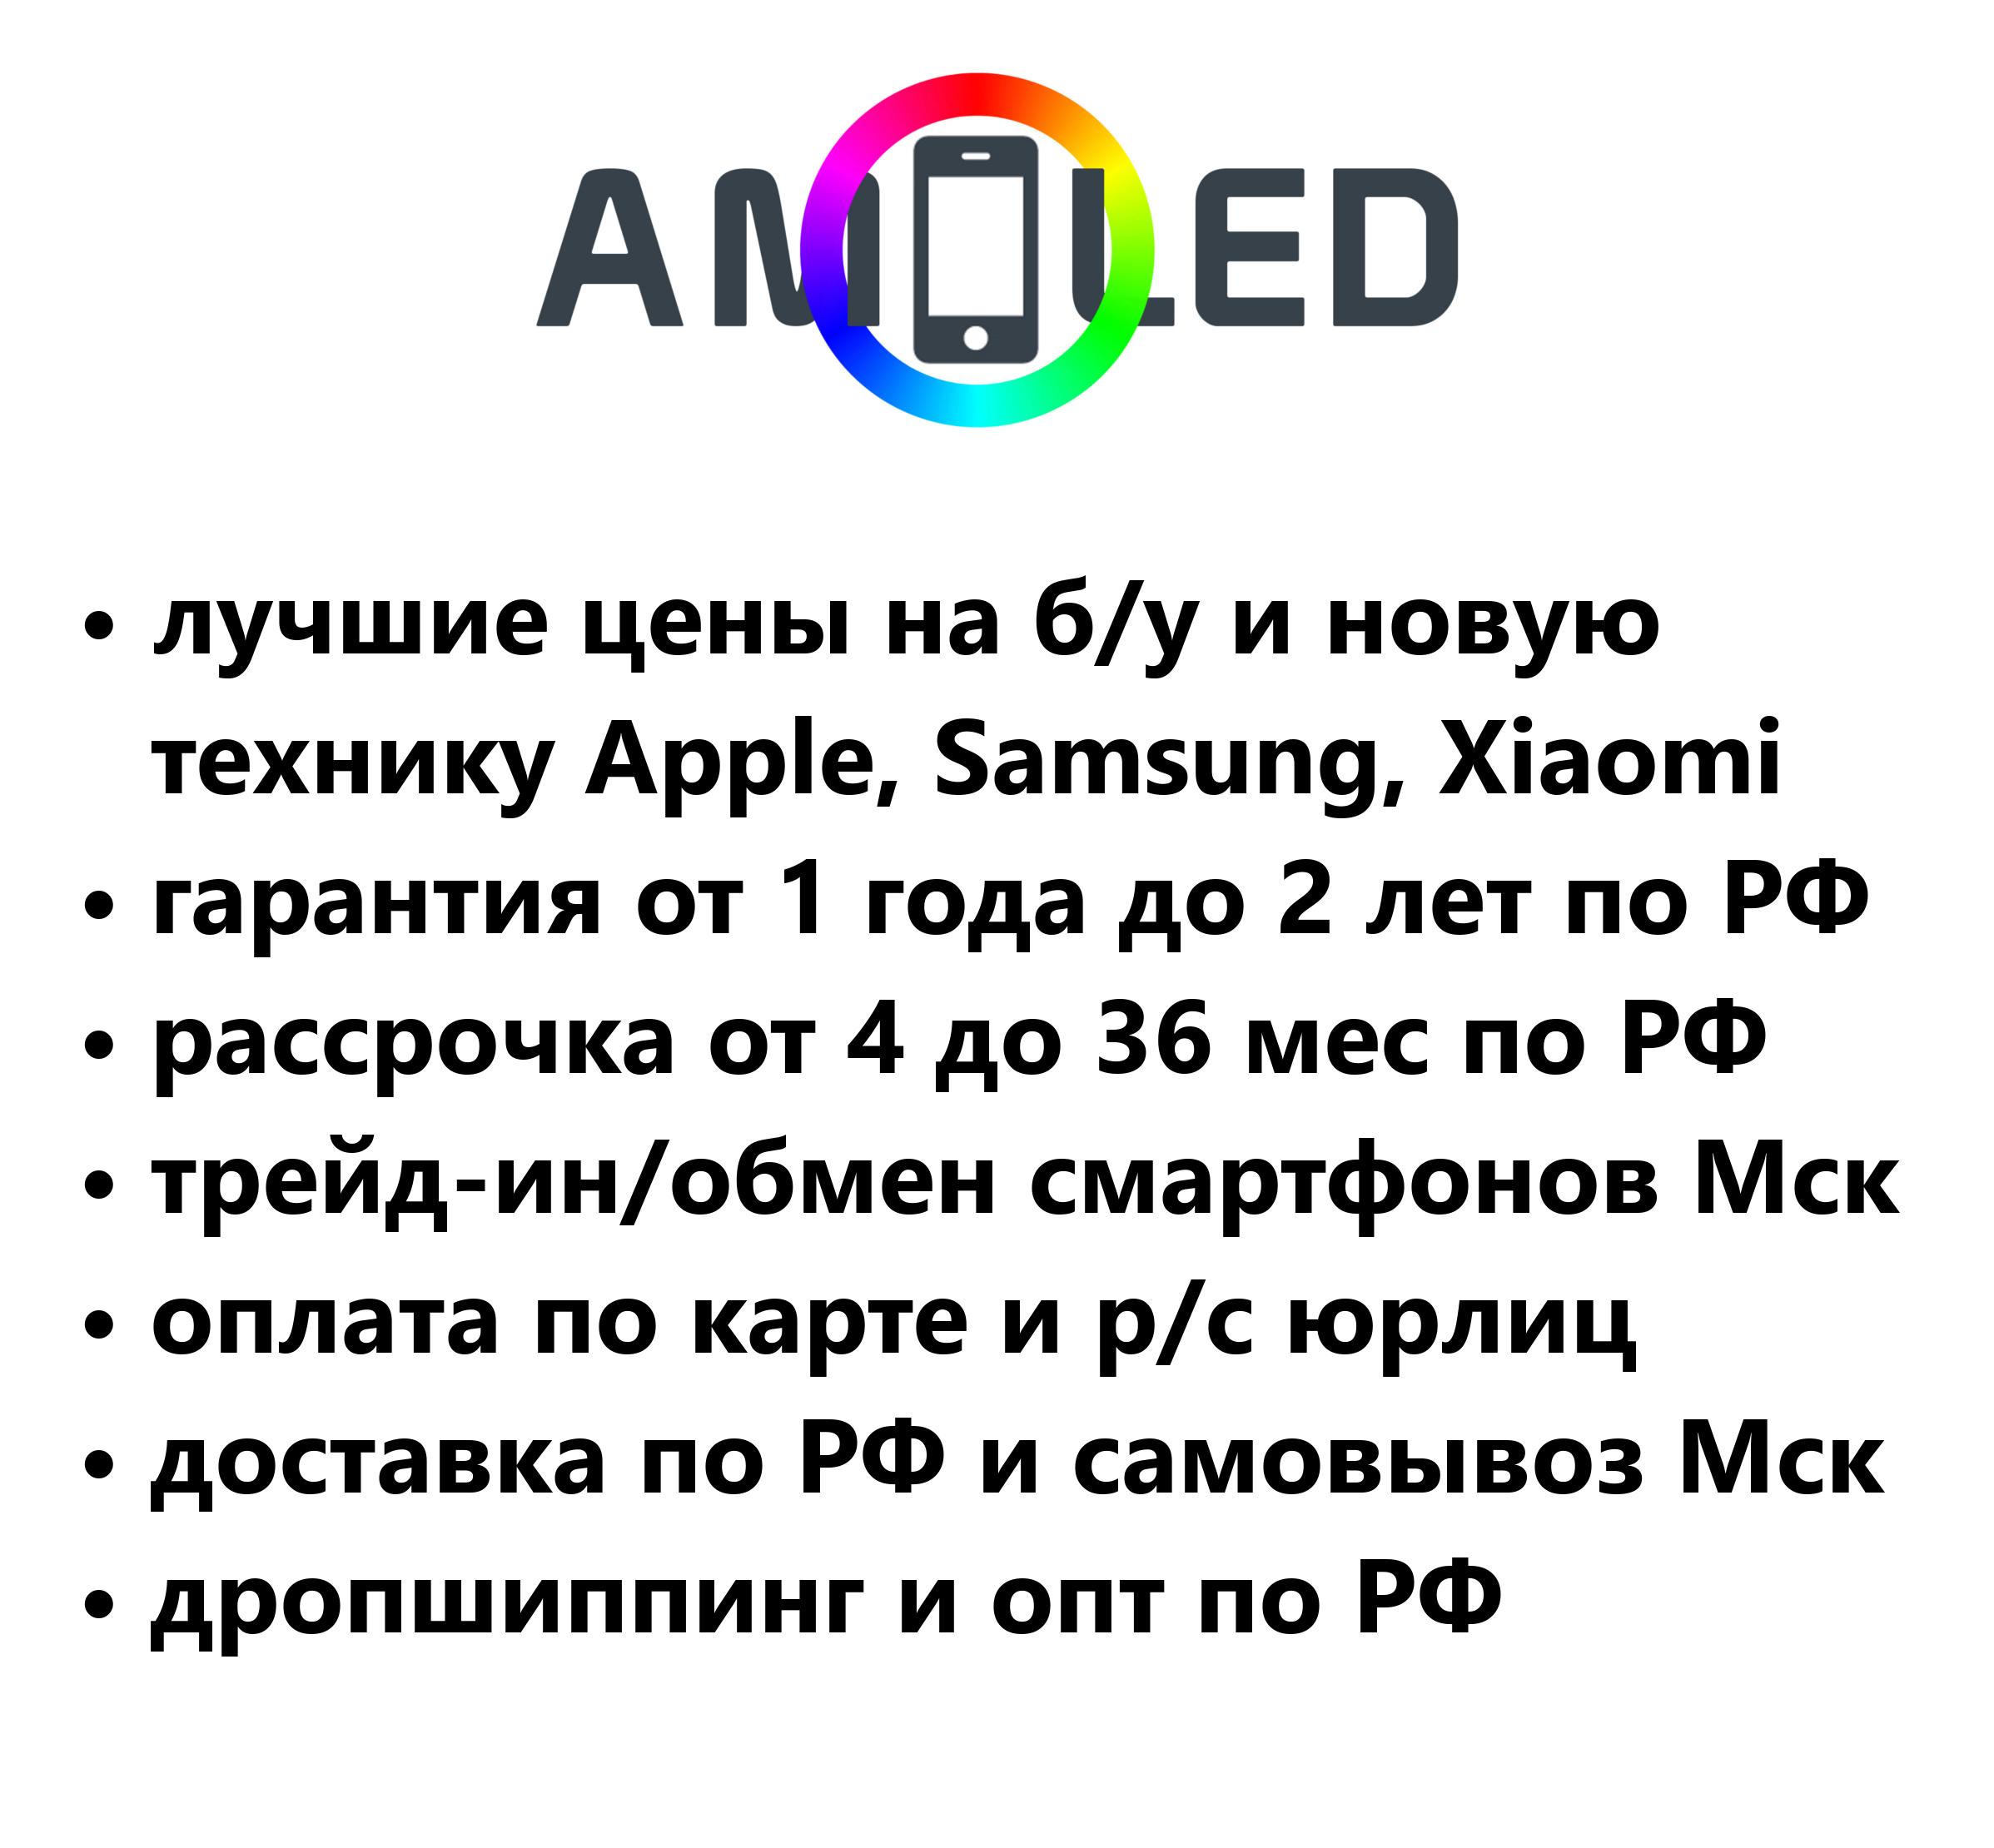 AMOLED
• лучшие цены на б/у и новую
технику Apple, Samsung, Xiaomi
• гарантия от 1 года до 2 лет по РФ
• рассрочка от 4 до 36 мес по РФ
• трейд-ин/обмен смартфонов Мск
• оплата по карте и р/с юрлиц
• доставка по РФ и самовывоз Мск
• дропшиппинг и опт по РФ